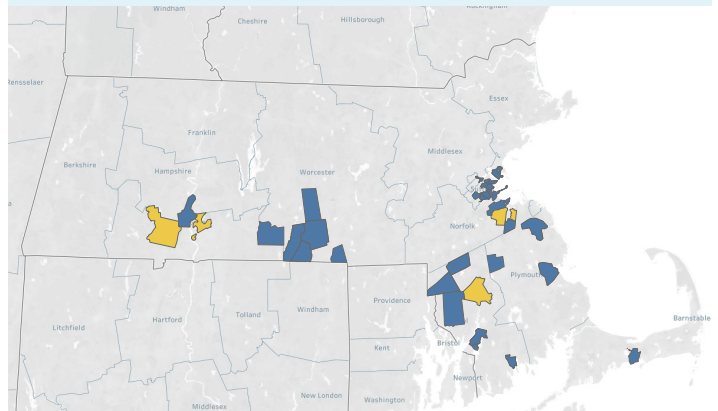 Windham
Cheshire
Hillsborough
Rensselaer
Essex
Franklin
Middlesex
Berkshire
Hampshire
Worcester
Norfolk
Plymouth
Providence
Barnstable
Litchfield
Hartford
Tolland
Windham
Kent
Bristol
Newport
Washington
New London
Middlesex